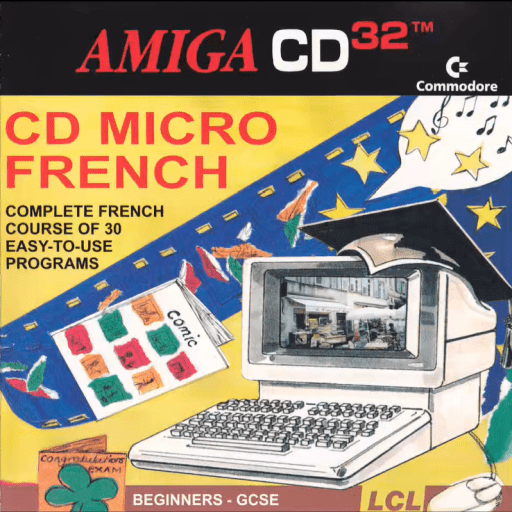 AMIGA CD32™
Commodore
CD MICRO
FRENCH
COMPLETE FRENCH
COURSE OF 30
EASY-TO-USE
PROGRAMS
comic
Congratulations
EXAM
BEGINNERS - GCSE
LCL